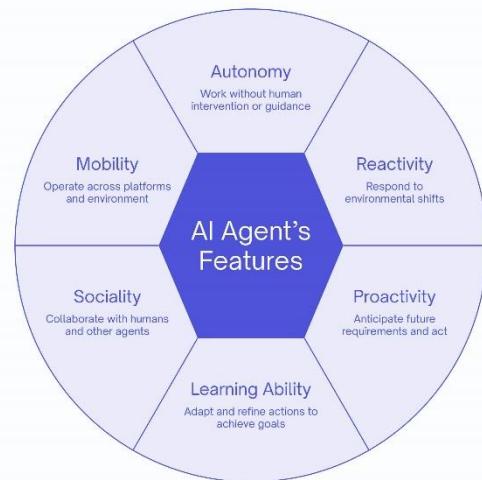 Autonomy
Work without human
intervention or guidance
Mobility
Operate across platforms
and environment
Reactivity
Respond to
environmental shifts
AI Agent's
Features
Sociality
Collaborate with humans
and other agents
Proactivity
Anticipate future
requirements and act
Learning Ability
Adapt and refine actions to
achieve goals